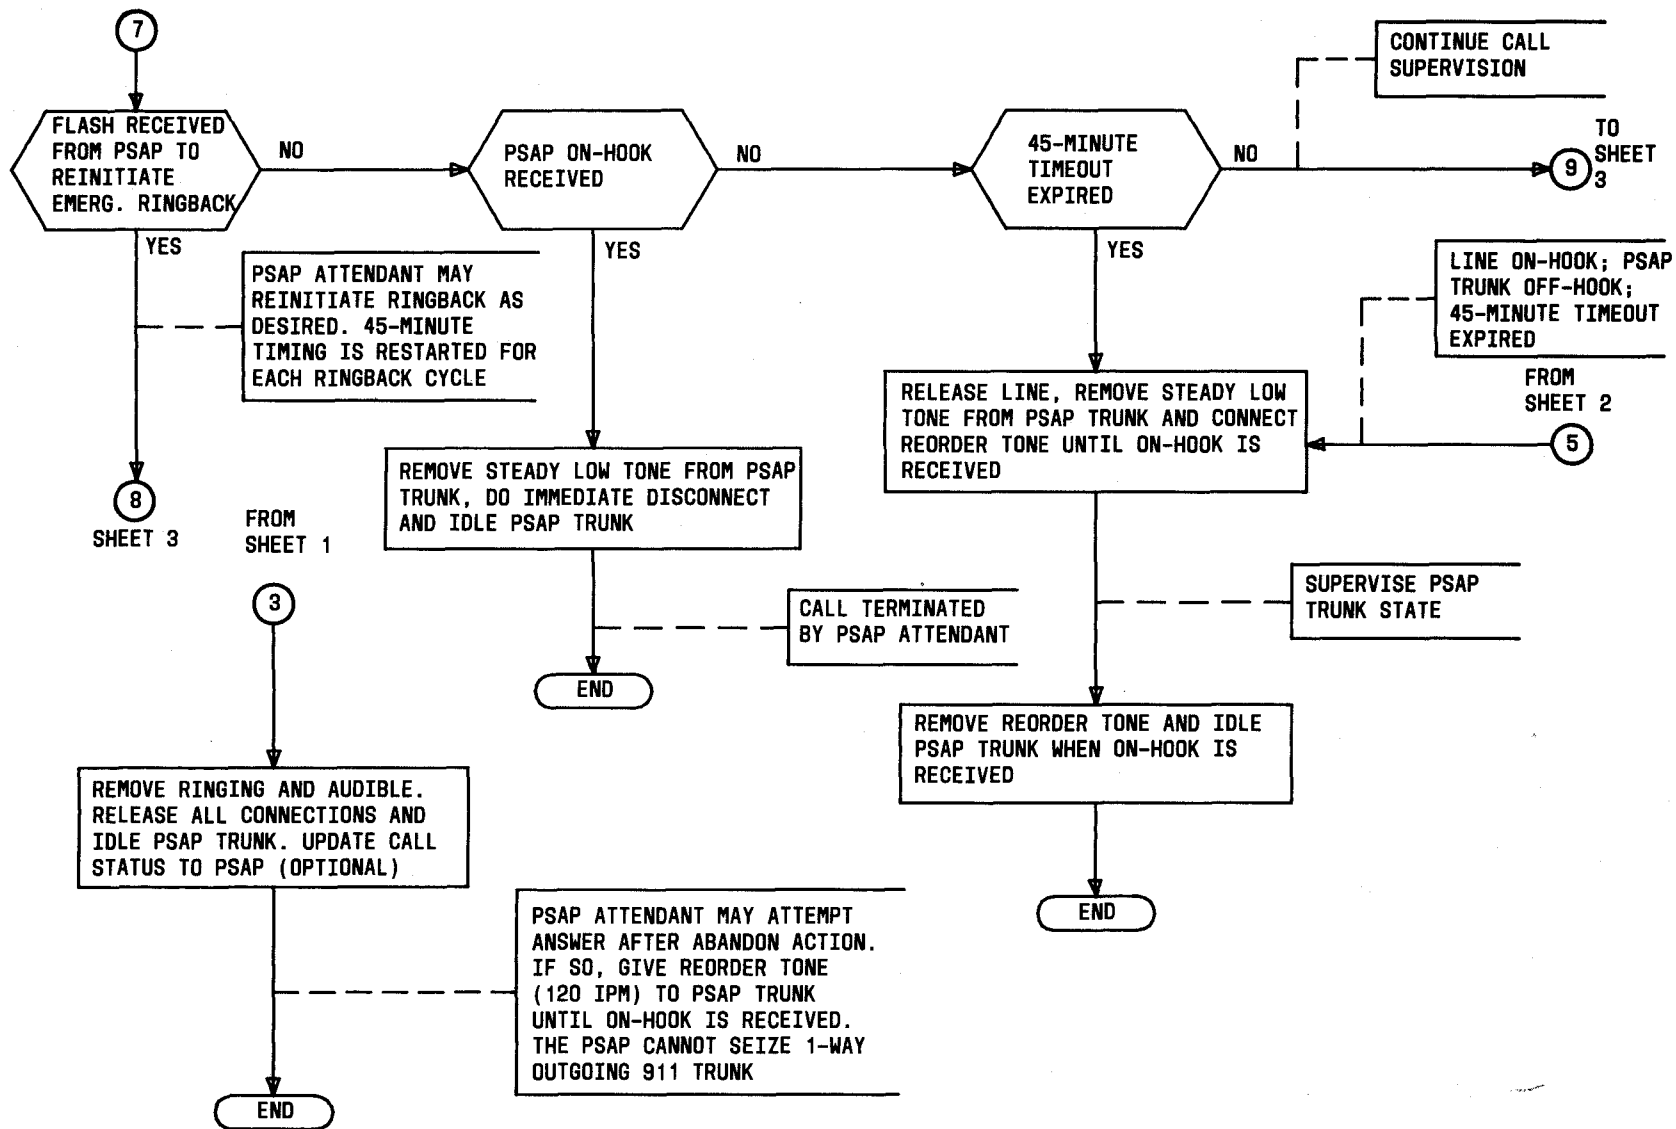 7
FLASH RECEIVED
FROM PSAP TO
REINITIATE
EMERG. RINGBACK
NO
YES
PSAP ON-HOOK
RECEIVED
NO
YES
45-MINUTE
TIMEOUT
EXPIRED
NO
YES
CONTINUE CALL
SUPERVISION
TO
SHEET
3
9
PSAP ATTENDANT MAY
REINITIATE RINGBACK AS
DESIRED. 45-MINUTE
TIMING IS RESTARTED FOR
EACH RINGBACK CYCLE
LINE ON-HOOK; PSAP
TRUNK OFF-HOOK;
45-MINUTE TIMEOUT
EXPIRED
FROM
SHEET 2
5
RELEASE LINE, REMOVE STEADY LOW
TONE FROM PSAP TRUNK AND CONNECT
REORDER TONE UNTIL ON-HOOK IS
RECEIVED
REMOVE STEADY LOW TONE FROM PSAP
TRUNK, DO IMMEDIATE DISCONNECT
AND IDLE PSAP TRUNK
8
SHEET 3
FROM
SHEET 1
3
CALL TERMINATED
BY PSAP ATTENDANT
END
SUPERVISE PSAP
TRUNK STATE
REMOVE REORDER TONE AND IDLE
PSAP TRUNK WHEN ON-HOOK IS
RECEIVED
END
REMOVE RINGING AND AUDIBLE.
RELEASE ALL CONNECTIONS AND
IDLE PSAP TRUNK. UPDATE CALL
STATUS TO PSAP (OPTIONAL)
PSAP ATTENDANT MAY ATTEMPT
ANSWER AFTER ABANDON ACTION.
IF SO, GIVE REORDER TONE
(120 IPM) TO PSAP TRUNK
UNTIL ON-HOOK IS RECEIVED.
THE PSAP CANNOT SEIZE 1-WAY
OUTGOING 911 TRUNK
END